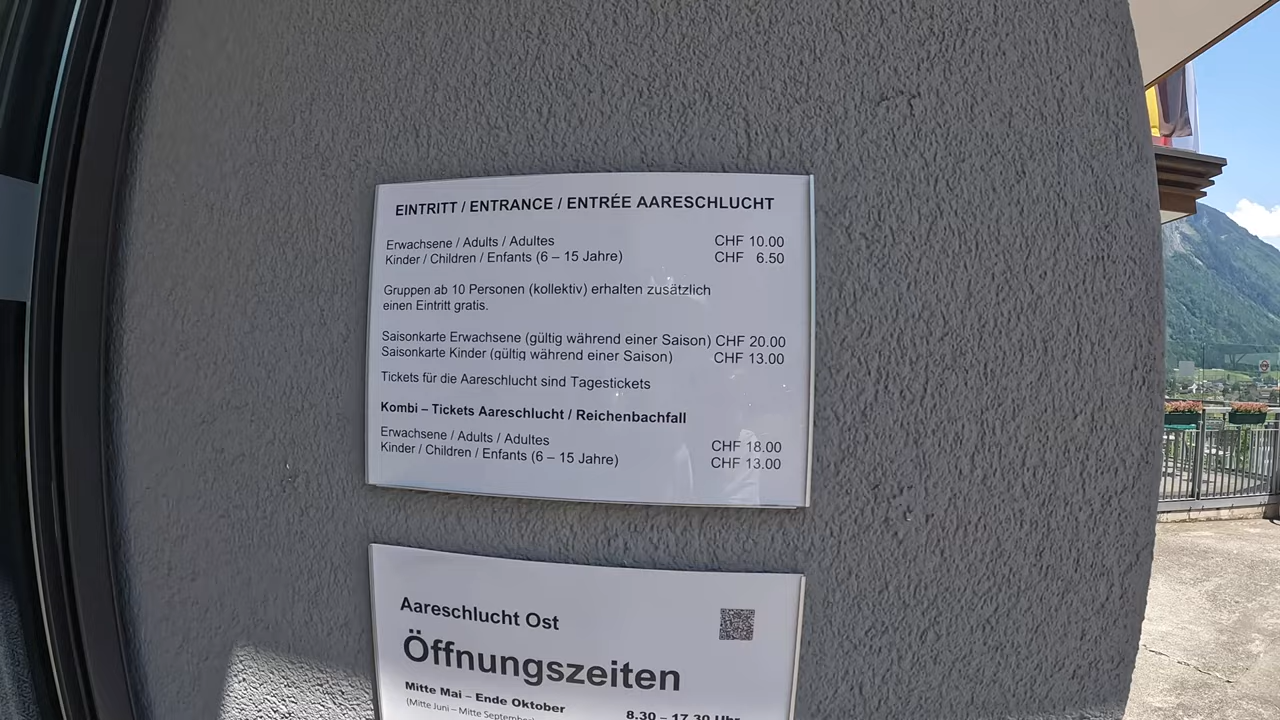 EINTRITT / ENTRANCE / ENTRÉE AARESCHLUCHT
Erwachsene / Adults / Adultes CHF 10.00
Kinder / Children / Enfants (6 – 15 Jahre) CHF 6.50
Gruppen ab 10 Personen (kollektiv) erhalten zusätzlich
einen Eintritt gratis.
Saisonkarte Erwachsene (gültig während einer Saison) CHF 20.00
Saisonkarte Kinder (gültig während einer Saison) CHF 13.00
Tickets für die Aareschlucht sind Tagestickets
Kombi – Tickets Aareschlucht / Reichenbachfall
Erwachsene / Adults / Adultes CHF 18.00
Kinder / Children / Enfants (6 – 15 Jahre) CHF 13.00
Aareschlucht Ost
Öffnungszeiten
Mitte Mai – Ende Oktober 8.30 – 17.30 Uhr
(Mitte Juni – Mitte September